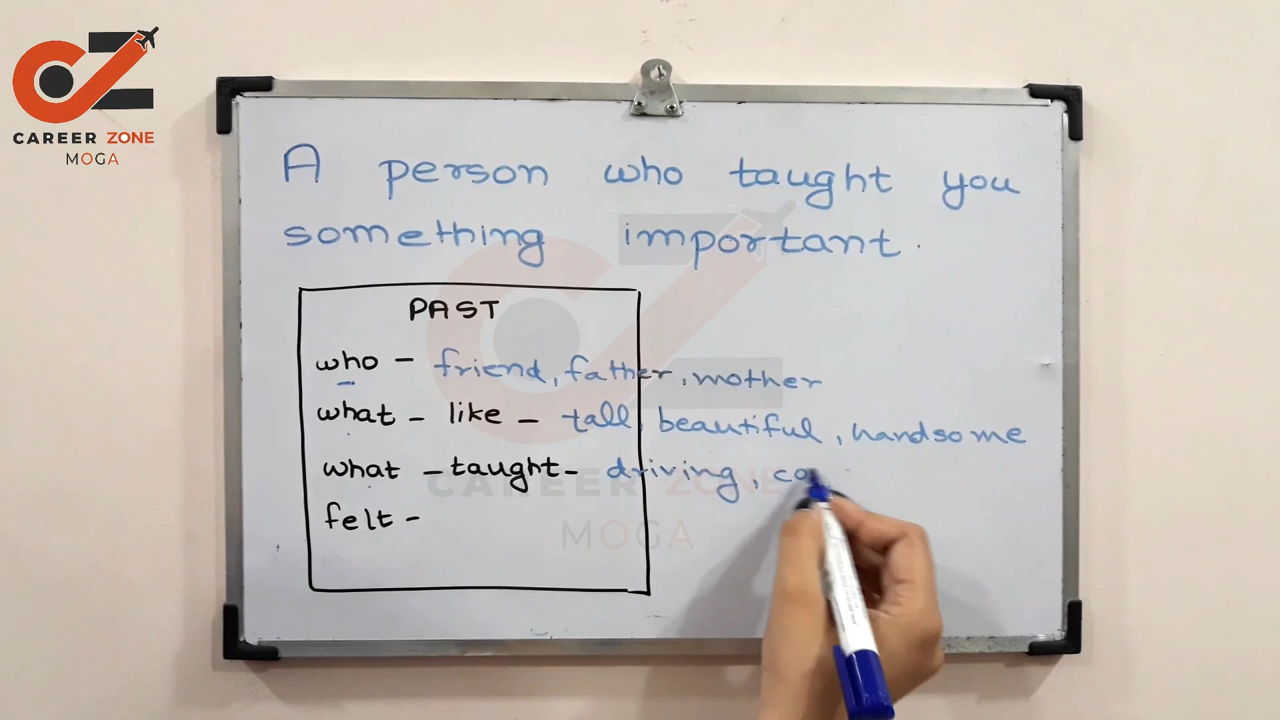 CAREER ZONE
MOGA
A person who taught you
something important.
PAST
who - friend, father, mother
what - like - tall, beautiful, handsome
what - taught - driving, co
felt -
CAREER ZONE
MOGA